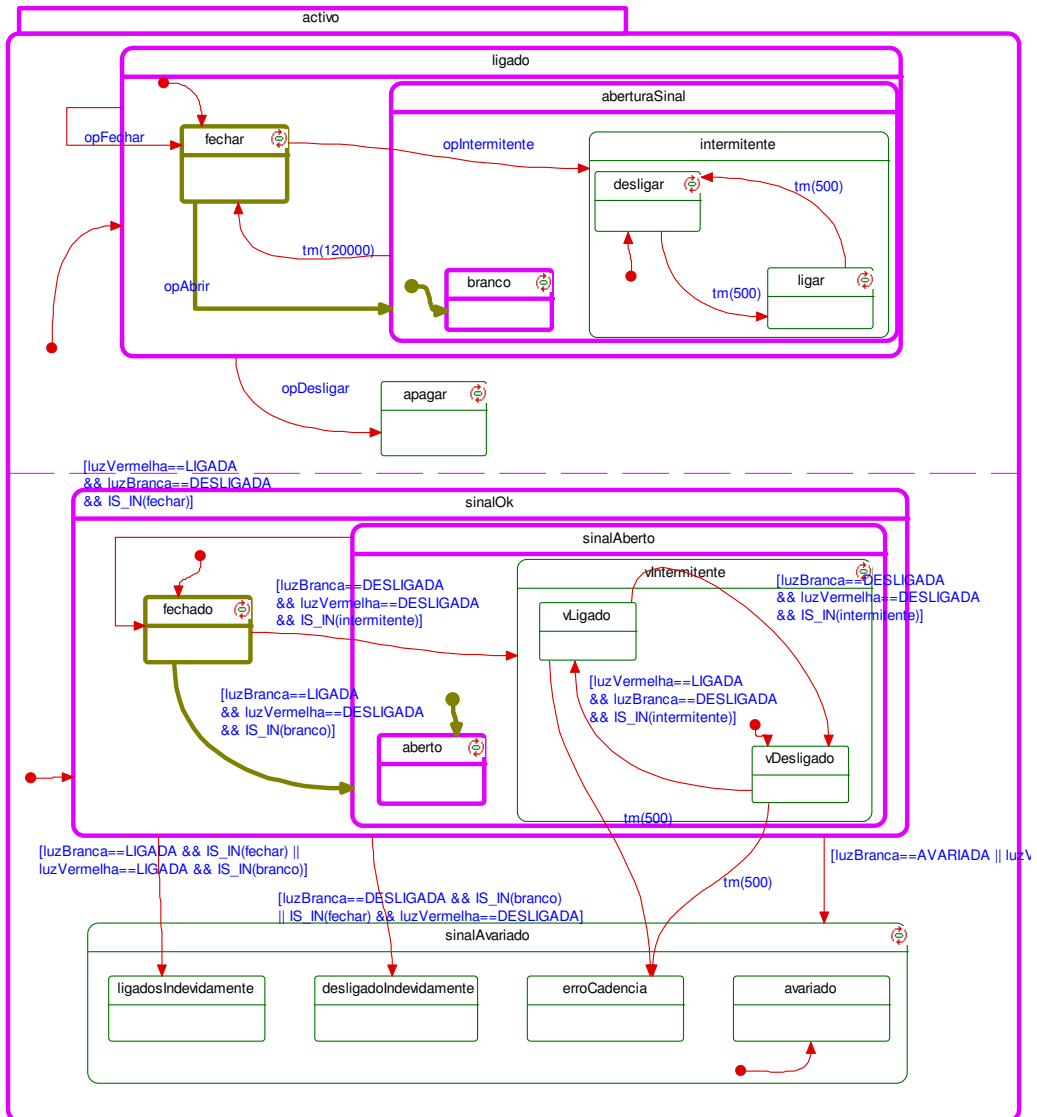 activo
ligado
aberturaSinal
opFechar
fechar
opIntermitente
intermitente
desligar
tm(500)
tm(120000)
opAbrir
branco
tm(500)
ligar
opDesligar
apagar
[luzVermelha==LIGADA
&& luzBranca==DESLIGADA
&& IS_IN(fechar)]
sinalOk
sinalAberto
vIntermitente
[luzBranca==DESLIGADA
&& luzVermelha==DESLIGADA
&& IS_IN(intermitente)]
fechado
[luzBranca==DESLIGADA
&& luzVermelha==DESLIGADA
&& IS_IN(intermitente)]
vLigado
[luzBranca==LIGADA
&& luzVermelha==DESLIGADA
&& IS_IN(branco)]
[luzVermelha==LIGADA
&& luzBranca==DESLIGADA
&& IS_IN(intermitente)]
aberto
vDesligado
tm(500)
[luzBranca==LIGADA && IS_IN(fechar) ||
luzVermelha==LIGADA && IS_IN(branco)]
[luzBranca==DESLIGADA && IS_IN(branco)
|| IS_IN(fechar) && luzVermelha==DESLIGADA]
tm(500)
[luzBranca==AVARIADA || luzV
sinalAvariado
ligadosIndevidamente
desligadoIndevidamente
erroCadencia
avariado